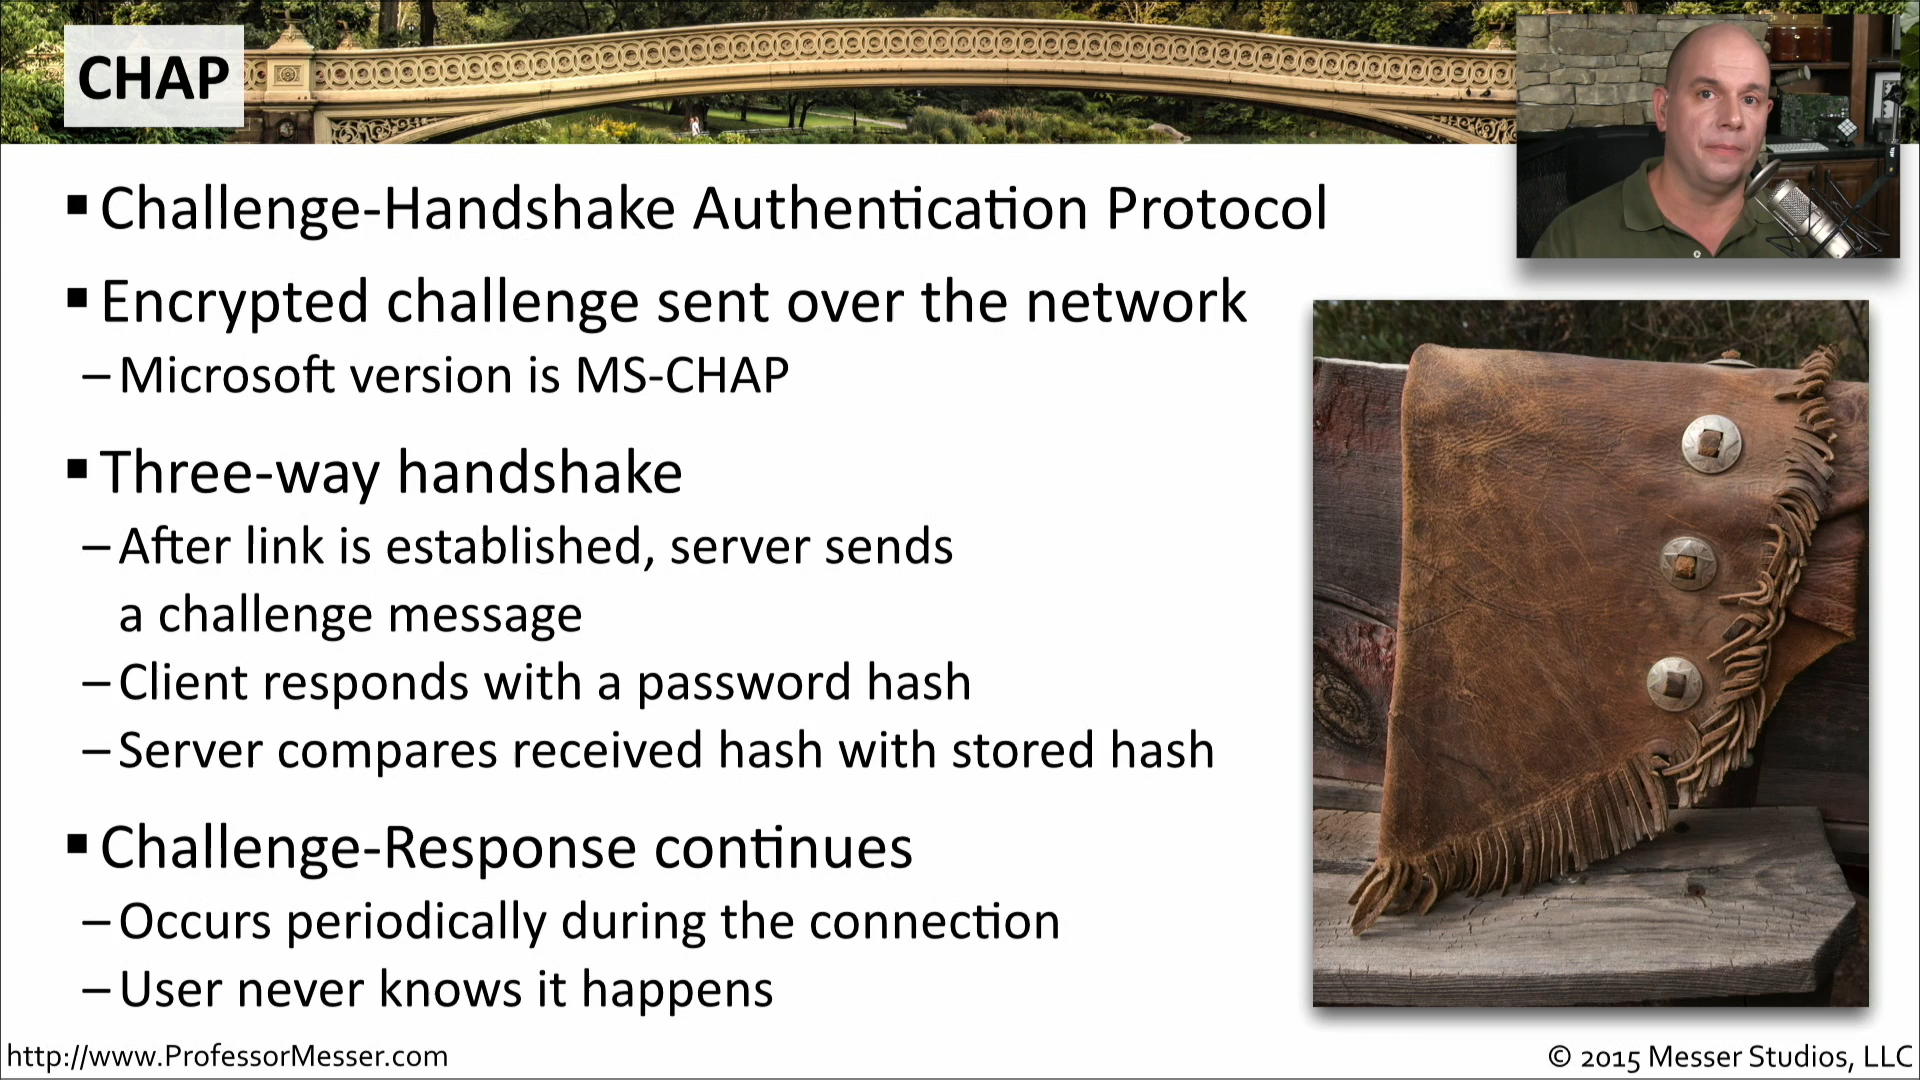 CHAP
▪ Challenge-Handshake Authentication Protocol
▪ Encrypted challenge sent over the network
– Microsoft version is MS-CHAP
▪ Three-way handshake
– After link is established, server sends
a challenge message
– Client responds with a password hash
– Server compares received hash with stored hash
▪ Challenge-Response continues
– Occurs periodically during the connection
– User never knows it happens
http://www.ProfessorMesser.com
© 2015 Messer Studios, LLC